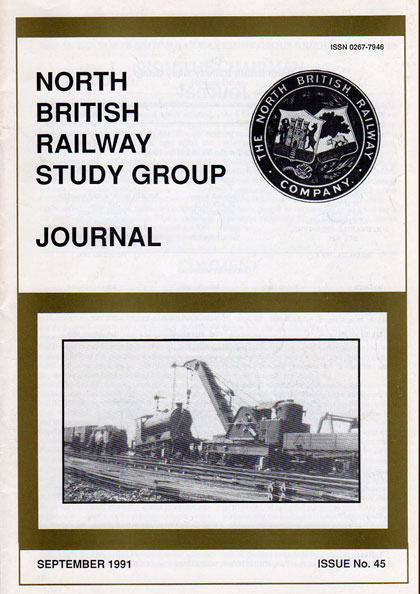 ISSN 0267-7946
NORTH
BRITISH
RAILWAY
STUDY GROUP
JOURNAL
· THE NORTH BRITISH RAILWAY ·
COMPANY.
SEPTEMBER 1991
ISSUE No. 45